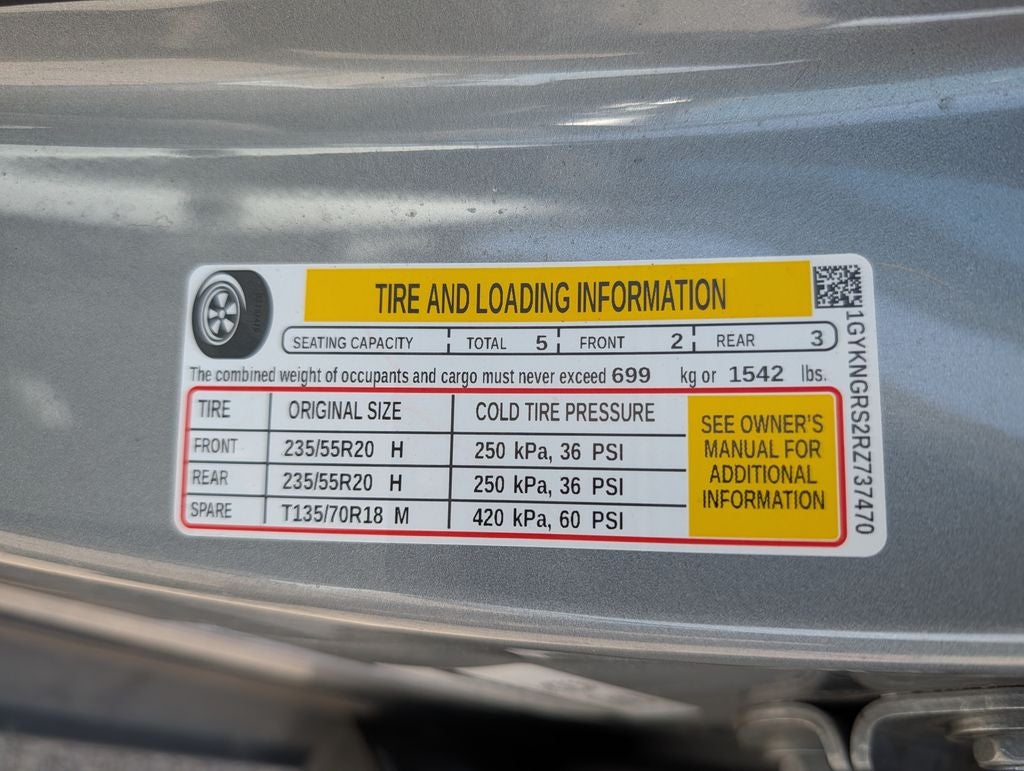 TIRE AND LOADING INFORMATION
SEATING CAPACITY TOTAL 5 FRONT 2 REAR 3
The combined weight of occupants and cargo must never exceed 699 kg or 1542 lbs.
TIRE ORIGINAL SIZE COLD TIRE PRESSURE
FRONT 235/55R20 H 250 kPa, 36 PSI
REAR 235/55R20 H 250 kPa, 36 PSI
SPARE T135/70R18 M 420 kPa, 60 PSI
SEE OWNER'S
MANUAL FOR
ADDITIONAL
INFORMATION
1GYKNGRS2RZ737470